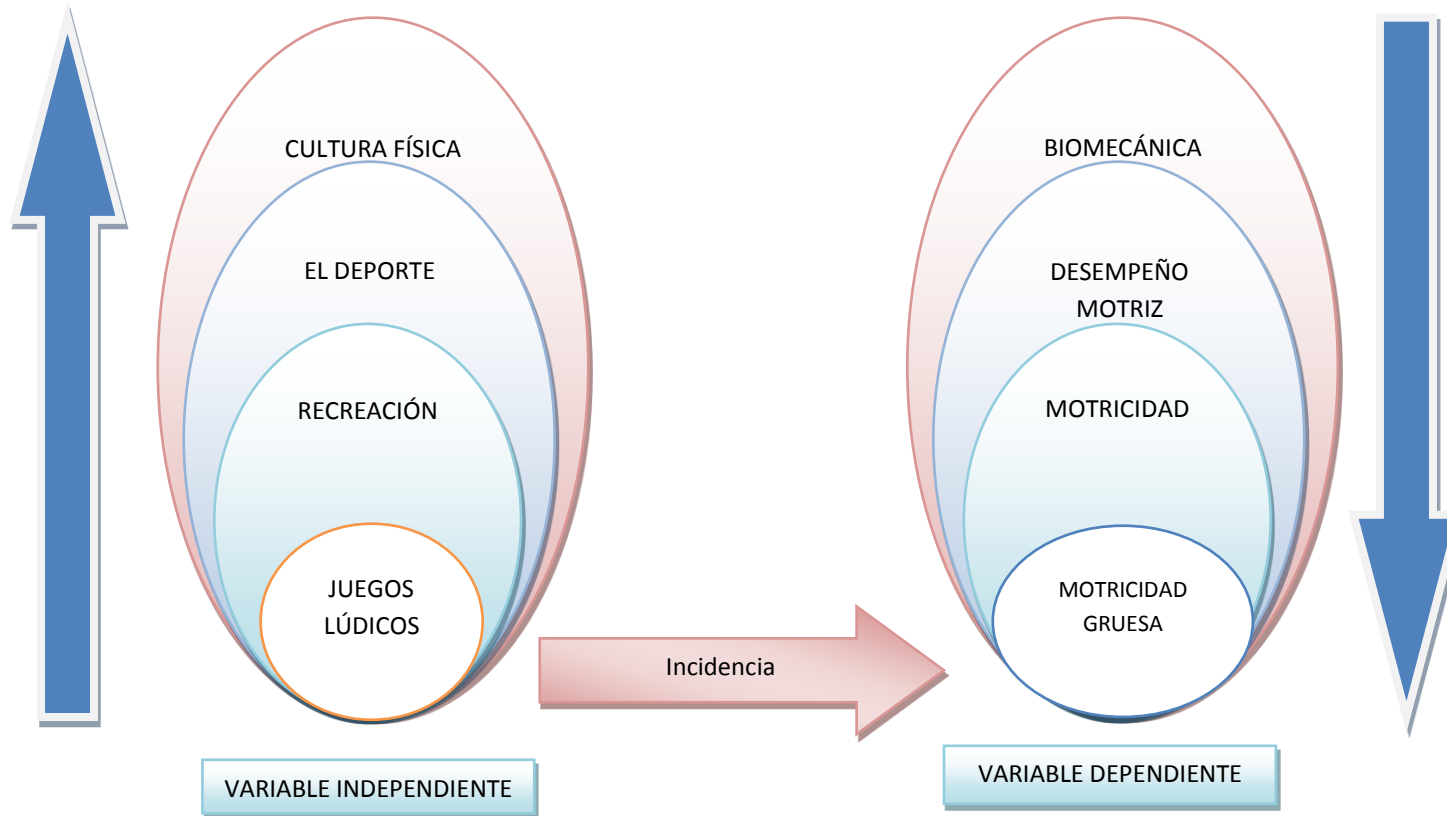 CULTURA FÍSICA
EL DEPORTE
RECREACIÓN
JUEGOS
LÚDICOS
VARIABLE INDEPENDIENTE
Incidencia
BIOMECÁNICA
DESEMPEÑO
MOTRIZ
MOTRICIDAD
MOTRICIDAD
GRUESA
VARIABLE DEPENDIENTE